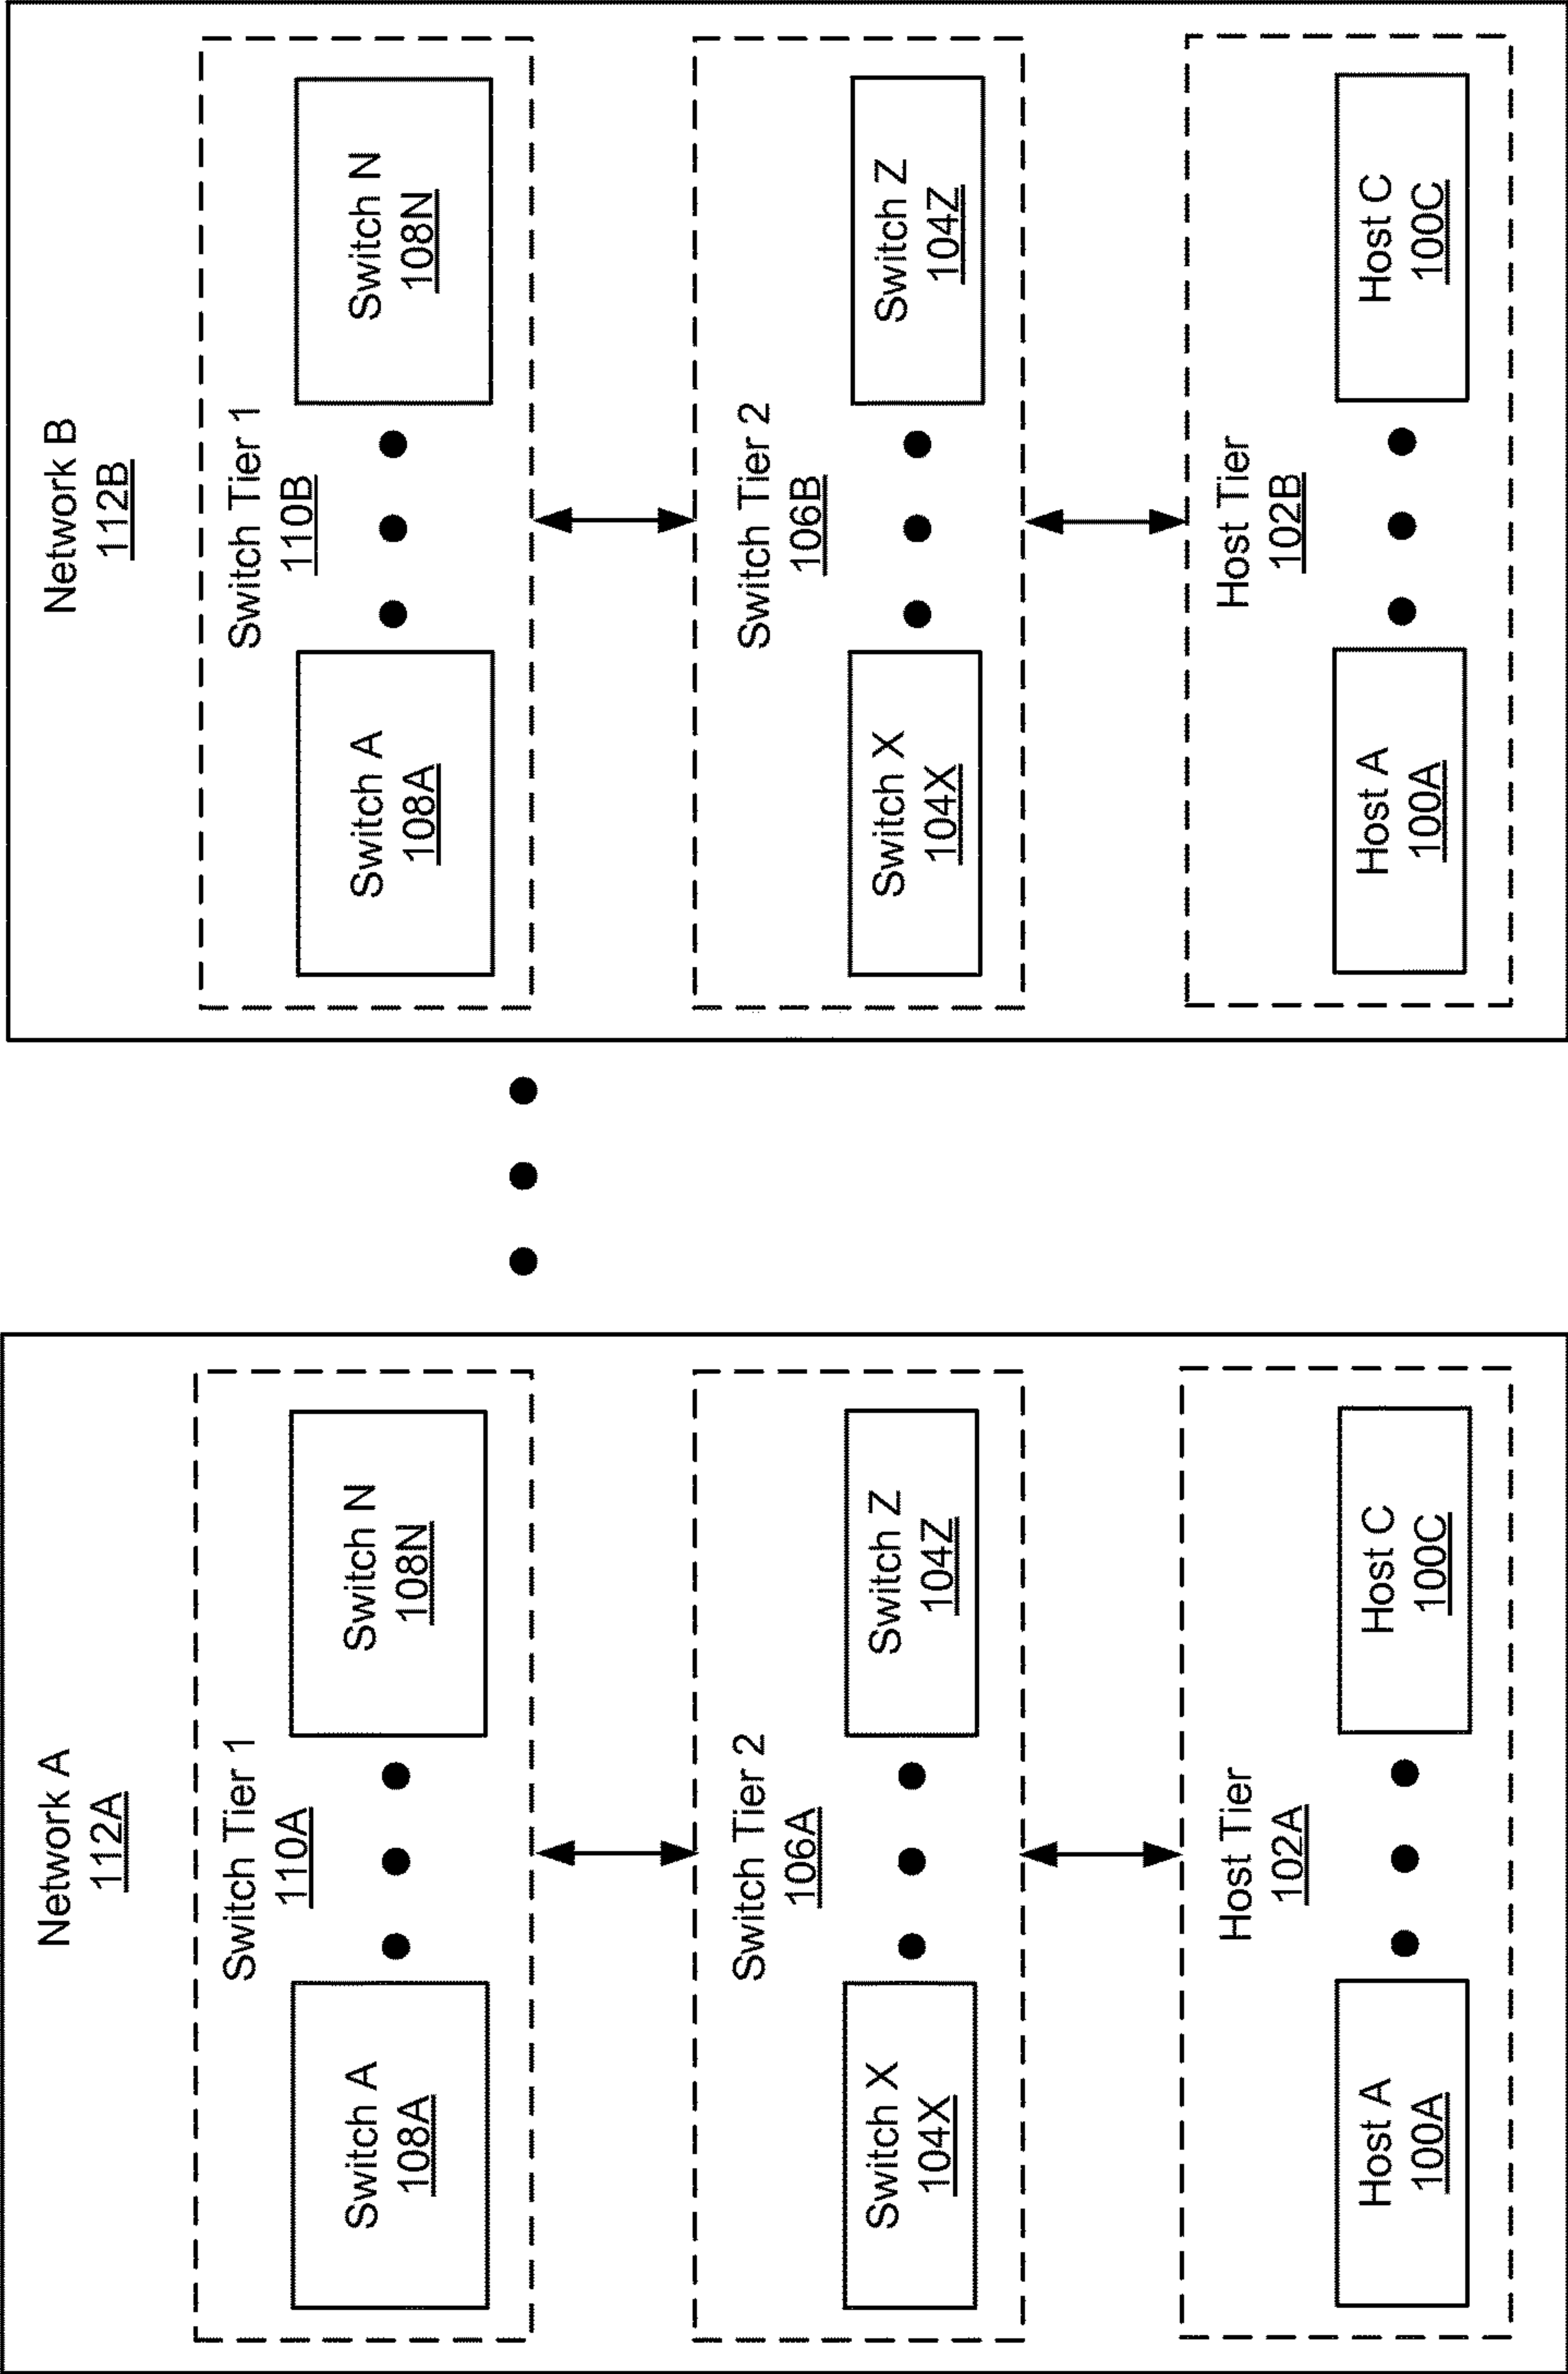 Network A
112A
Switch Tier 1
110A
Switch A
108A
Switch N
108N
Switch Tier 2
106A
Switch X
104X
Switch Z
104Z
Host Tier
102A
Host A
100A
Host C
100C
Network B
112B
Switch Tier 1
110B
Switch A
108A
Switch N
108N
Switch Tier 2
106B
Switch X
104X
Switch Z
104Z
Host Tier
102B
Host A
100A
Host C
100C